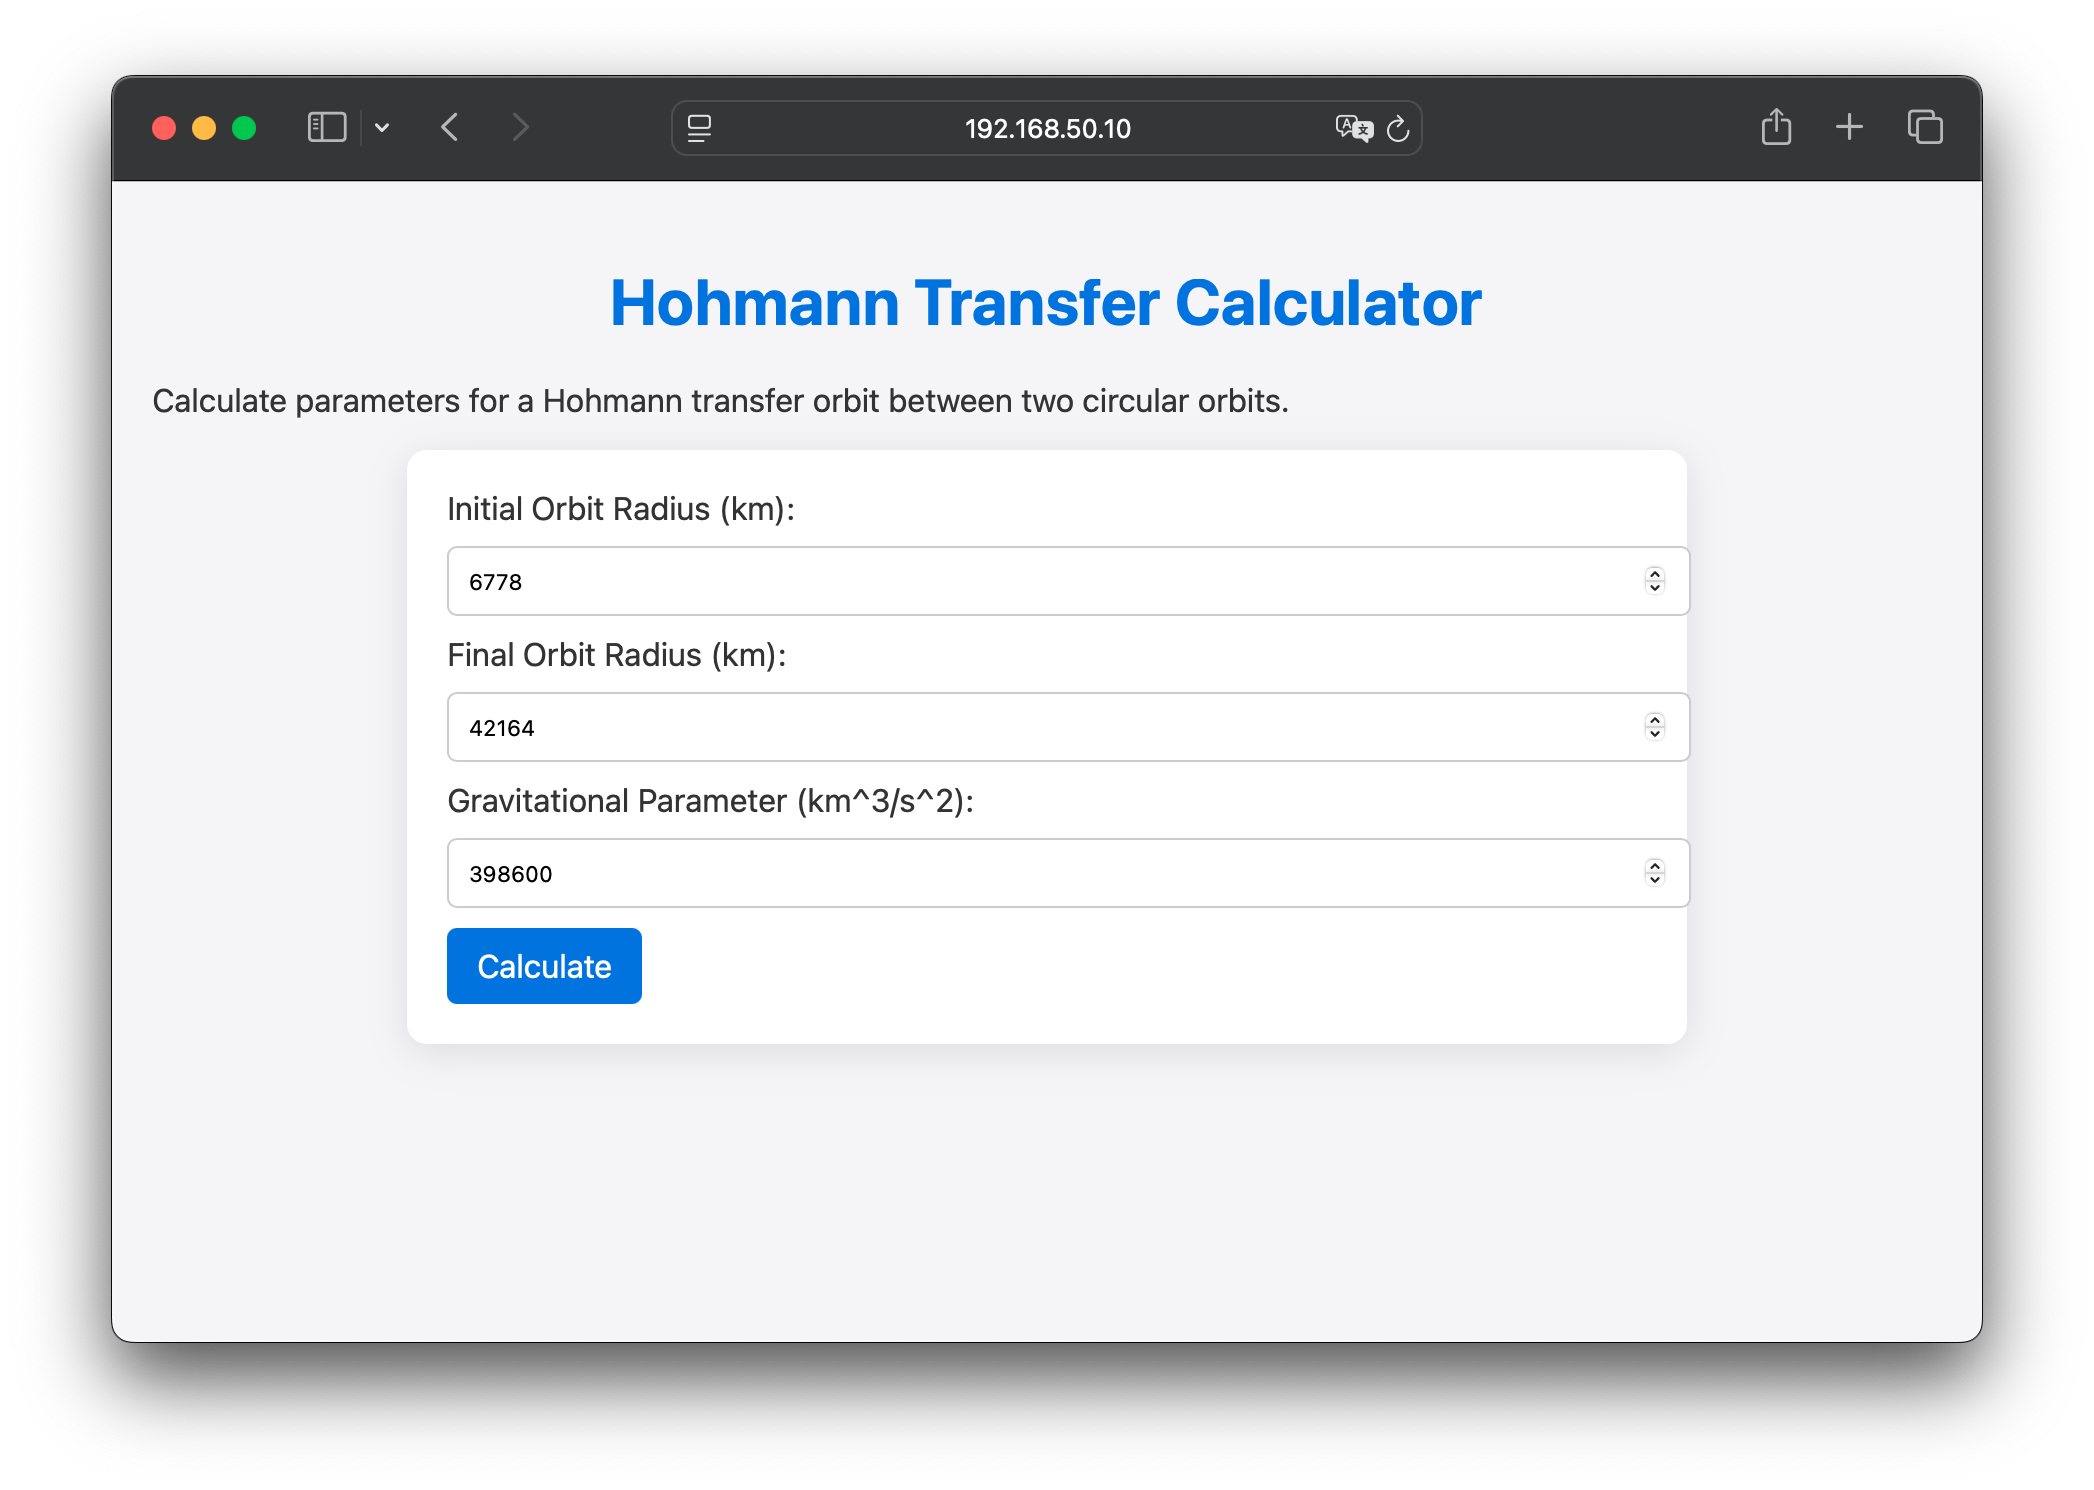 192.168.50.10
Hohmann Transfer Calculator
Calculate parameters for a Hohmann transfer orbit between two circular orbits.
Initial Orbit Radius (km):
6778
Final Orbit Radius (km):
42164
Gravitational Parameter (km^3/s^2):
398600
Calculate